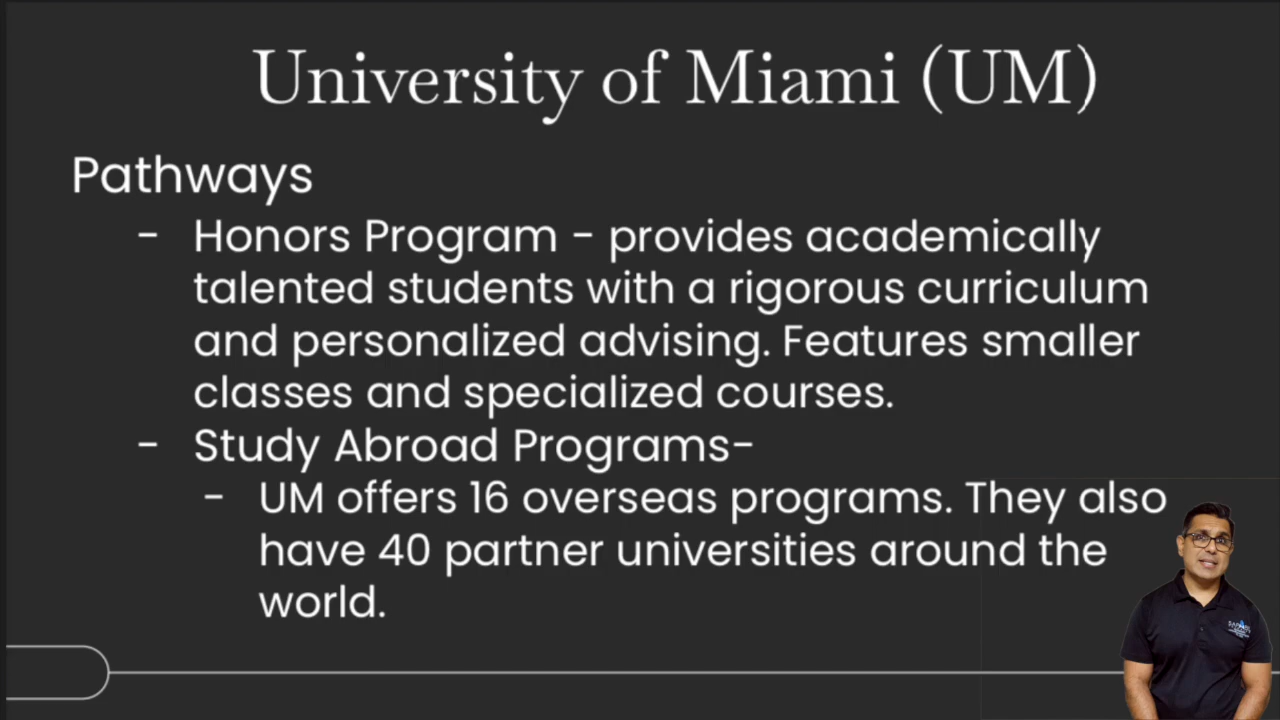 University of Miami (UM)
Pathways
- Honors Program - provides academically
talented students with a rigorous curriculum
and personalized advising. Features smaller
classes and specialized courses.
- Study Abroad Programs-
- UM offers 16 overseas programs. They also
have 40 partner universities around the
world.